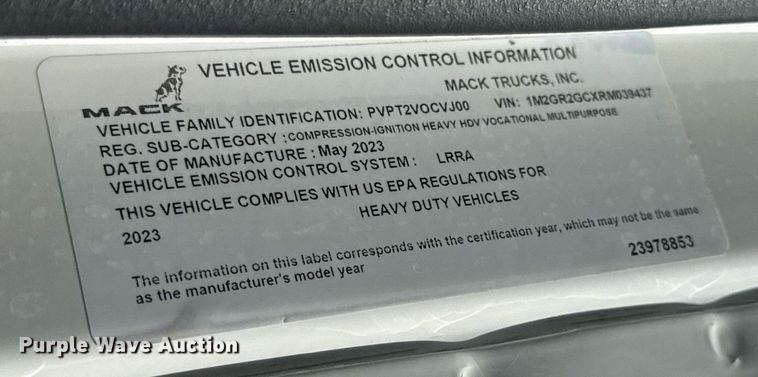 VEHICLE EMISSION CONTROL INFORMATION
MACK
MACK TRUCKS, INC.
VEHICLE FAMILY IDENTIFICATION: PVPT2VOCVJ00 VIN: 1M2GR2GCXRM039437
REG. SUB-CATEGORY : COMPRESSION-IGNITION HEAVY HDV VOCATIONAL MULTIPURPOSE
DATE OF MANUFACTURE : May 2023
VEHICLE EMISSION CONTROL SYSTEM : LRRA
THIS VEHICLE COMPLIES WITH US EPA REGULATIONS FOR
2023 HEAVY DUTY VEHICLES
The information on this label corresponds with the certification year, which may not be the same
as the manufacturer's model year
23978853
Purple Wave Auction